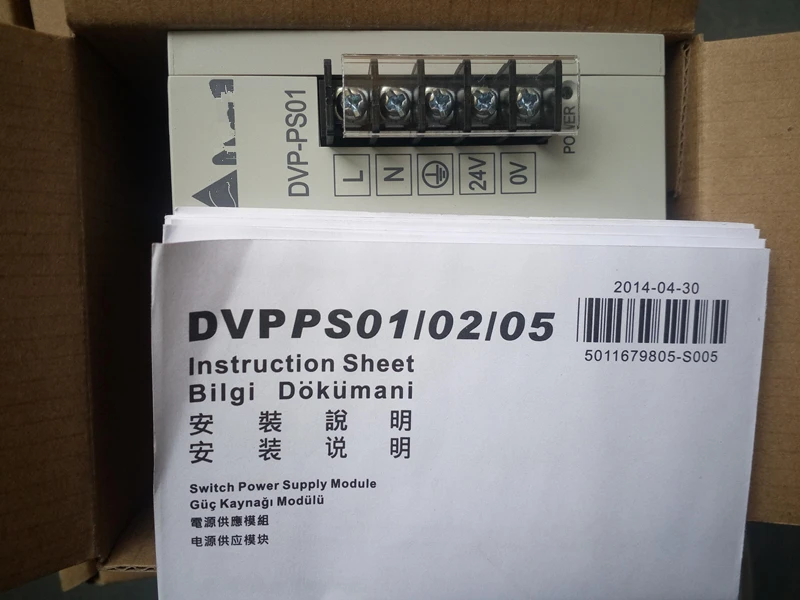 DVP-PS01
L
N
24V
0V
POWER
2014-04-30
5011679805-S005
DVPPS01/02/05
Instruction Sheet
Bilgi Dökümani
安裝說明
安装说明
Switch Power Supply Module
Güç Kaynağı Modülü
電源供應模組
电源供应模块